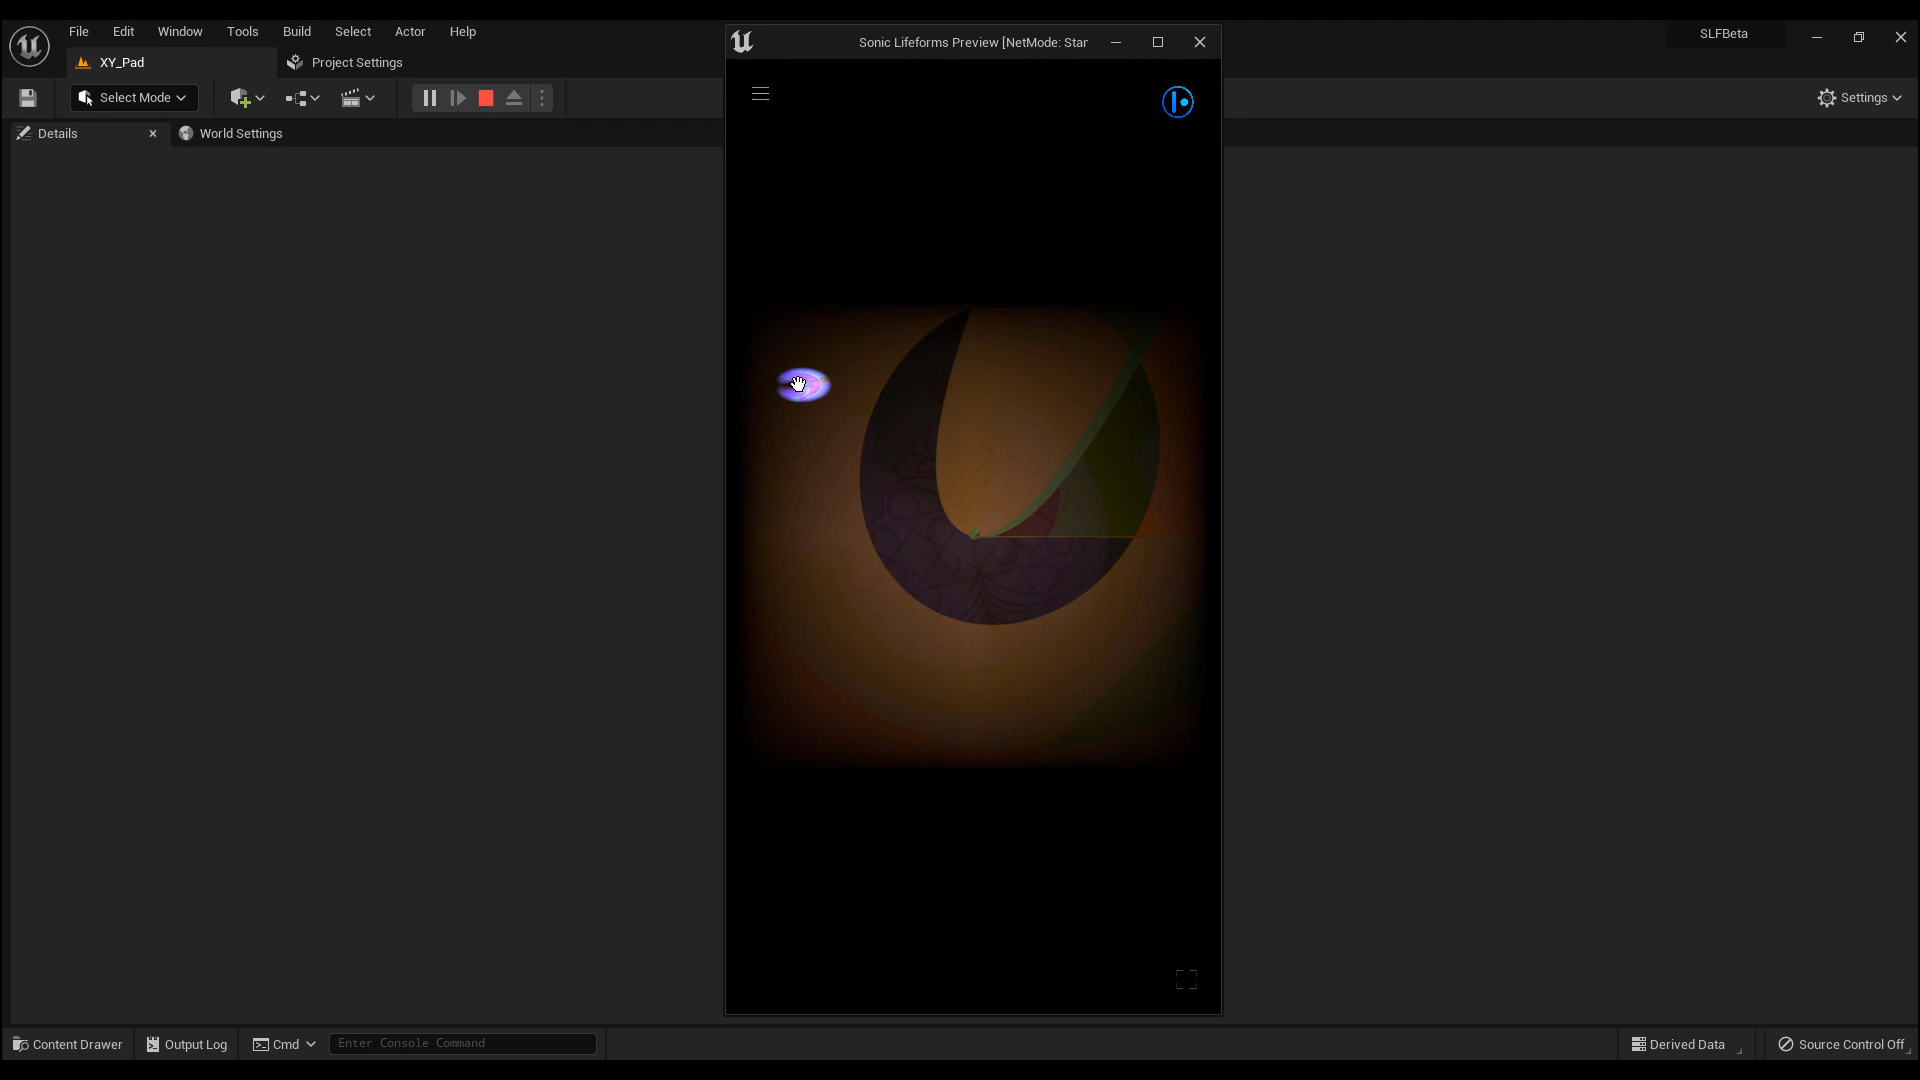 File Edit Window Tools Build Select Actor Help
Sonic Lifeforms Preview [NetMode: Star
SLFBeta
XY_Pad
Project Settings
Select Mode
Settings
Details
World Settings
Content Drawer
Output Log
Cmd
Enter Console Command
Derived Data
Source Control Off